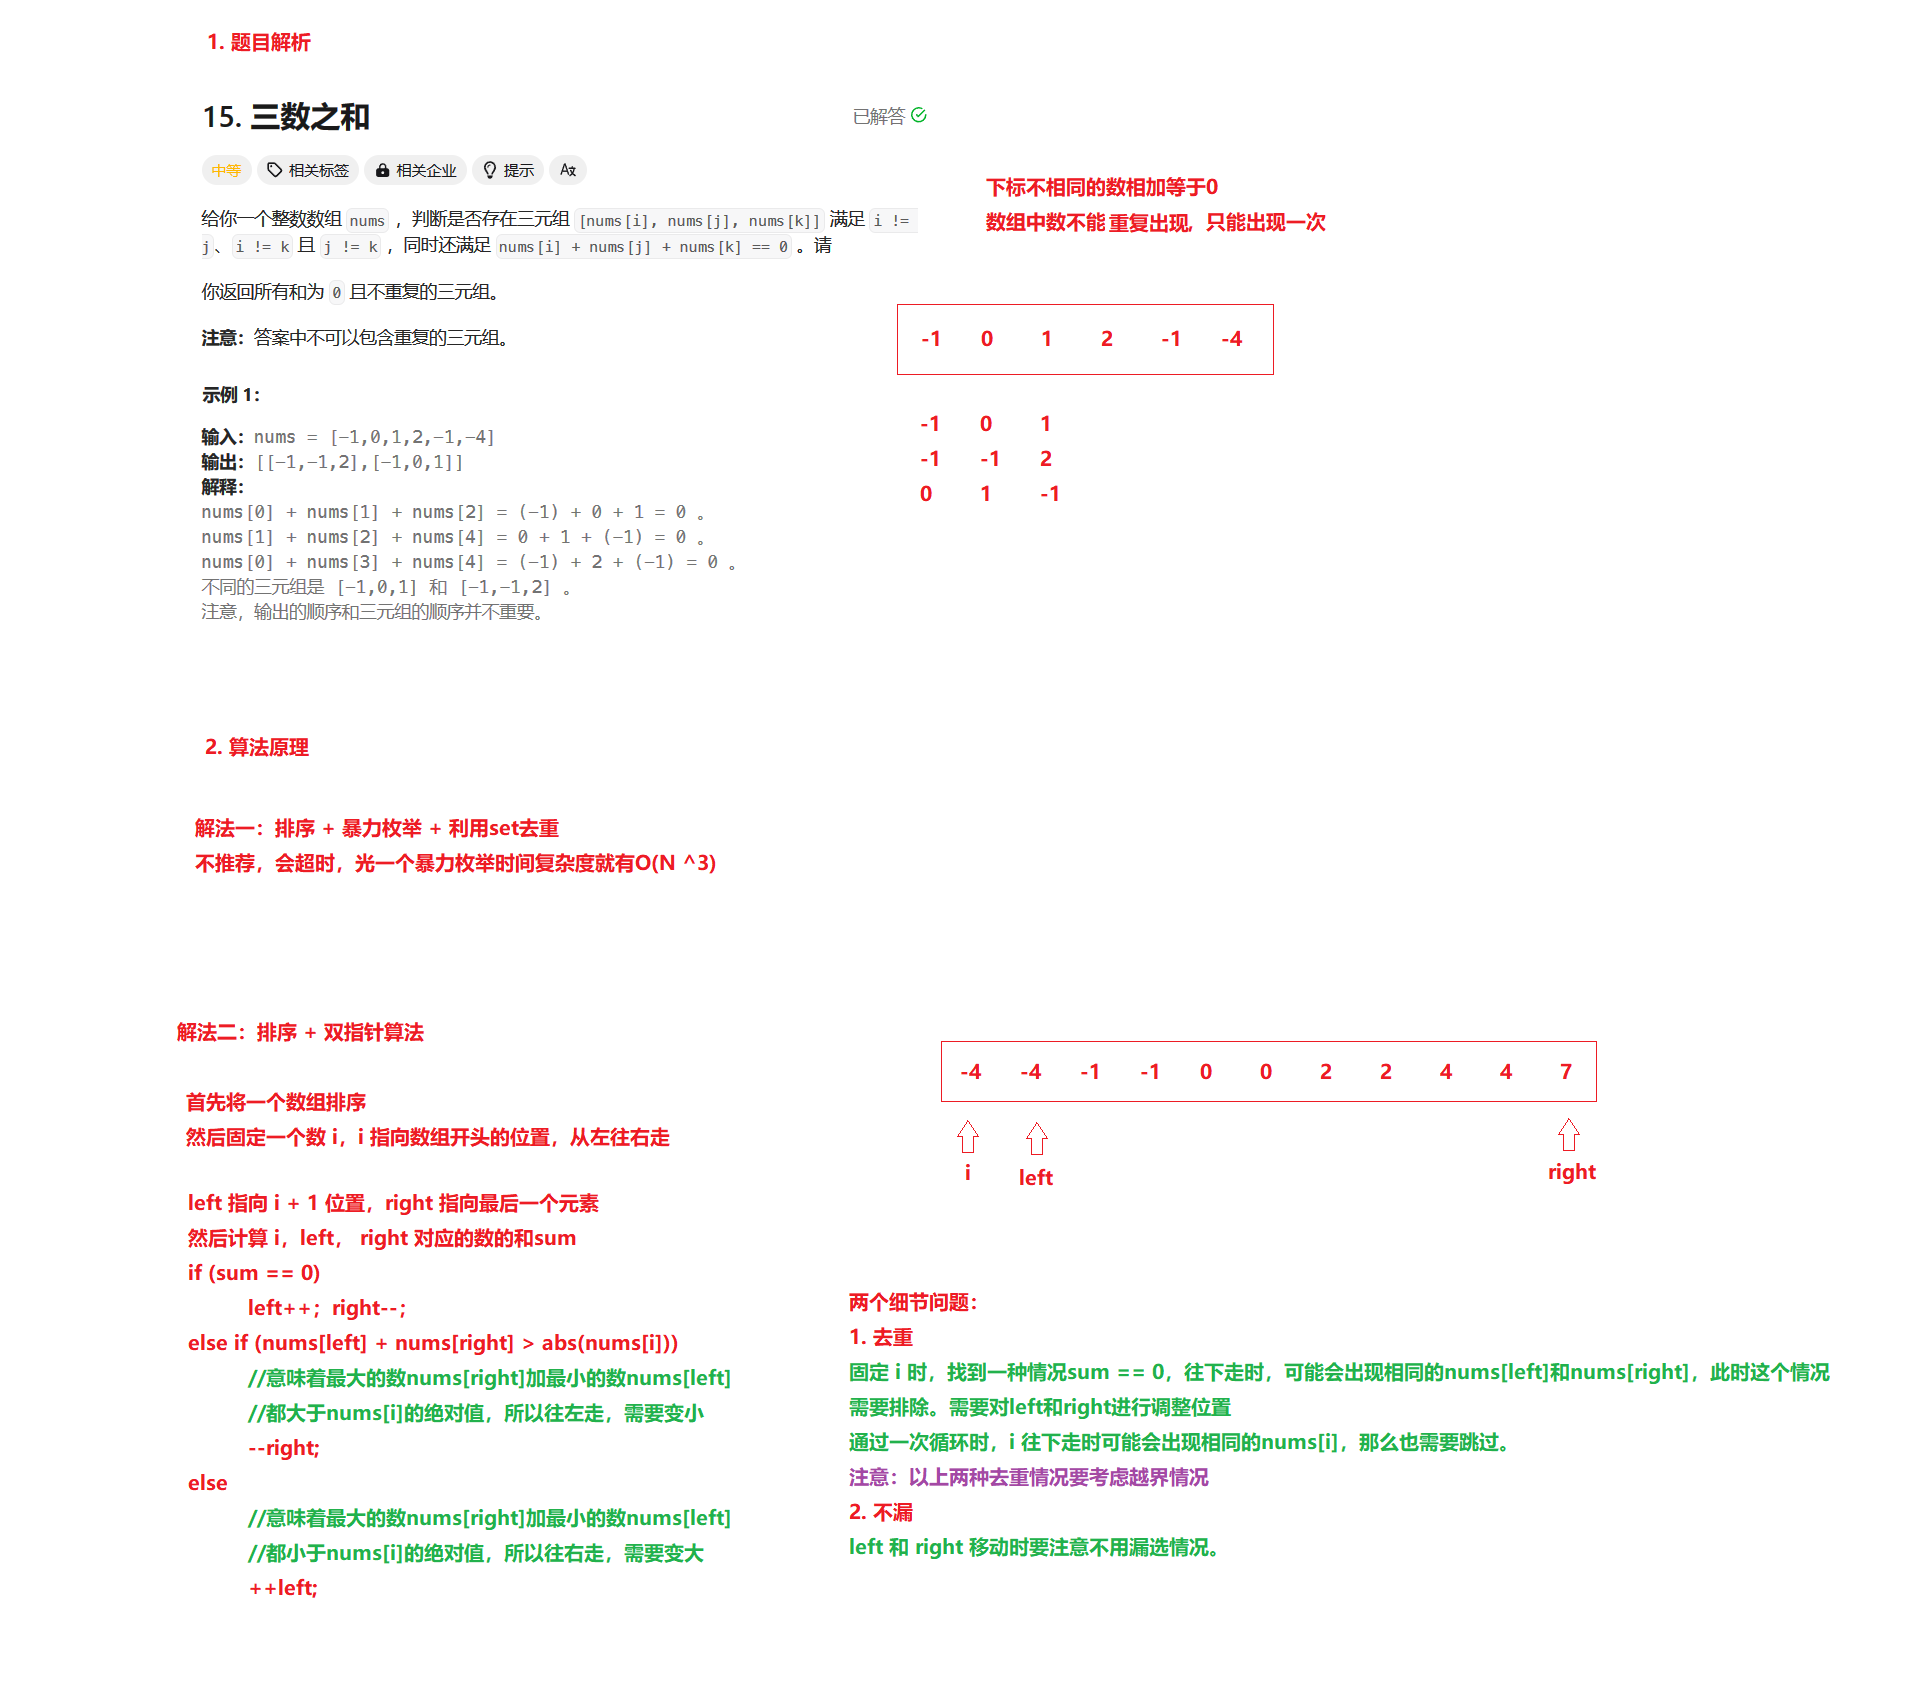 1. 题目解析
15. 三数之和
已解答
中等 相关标签 相关企业 提示
给你一个整数数组 nums ，判断是否存在三元组 [nums[i], nums[j], nums[k]] 满足 i !=
j 、i != k 且 j != k ，同时还满足 nums[i] + nums[j] + nums[k] == 0 。请
你返回所有和为 0 且不重复的三元组。
注意：答案中不可以包含重复的三元组。
示例 1：
输入：nums = [-1,0,1,2,-1,-4]
输出：[[-1,-1,2],[-1,0,1]]
解释：
nums[0] + nums[1] + nums[2] = (-1) + 0 + 1 = 0 。
nums[1] + nums[2] + nums[4] = 0 + 1 + (-1) = 0 。
nums[0] + nums[3] + nums[4] = (-1) + 2 + (-1) = 0 。
不同的三元组是 [-1,0,1] 和 [-1,-1,2] 。
注意，输出的顺序和三元组的顺序并不重要。
下标不相同的数相加等于0
数组中数不能重复出现，只能出现一次
-1 0 1 2 -1 -4
-1 0 1
-1 -1 2
0 1 -1
2. 算法原理
解法一：排序 + 暴力枚举 + 利用set去重
不推荐，会超时，光一个暴力枚举时间复杂度就有O(N ^3)
解法二：排序 + 双指针算法
首先将一个数组排序
然后固定一个数 i，i 指向数组开头的位置，从左往右走
left 指向 i + 1 位置，right 指向最后一个元素
然后计算 i，left， right 对应的数的和sum
if (sum == 0)
left++；right--；
else if (nums[left] + nums[right] > abs(nums[i]))
//意味着最大的数nums[right]加最小的数nums[left]
//都大于nums[i]的绝对值，所以往左走，需要变小
--right;
else
//意味着最大的数nums[right]加最小的数nums[left]
//都小于nums[i]的绝对值，所以往右走，需要变大
++left;
-4 -4 -1 -1 0 0 2 2 4 4 7
i left right
两个细节问题：
1. 去重
固定 i 时，找到一种情况sum == 0，往下走时，可能会出现相同的nums[left]和nums[right]，此时这个情况
需要排除。需要对left和right进行调整位置
通过一次循环时，i 往下走时可能会出现相同的nums[i]，那么也需要跳过。
注意：以上两种去重情况要考虑越界情况
2. 不漏
left 和 right 移动时要注意不用漏选情况。